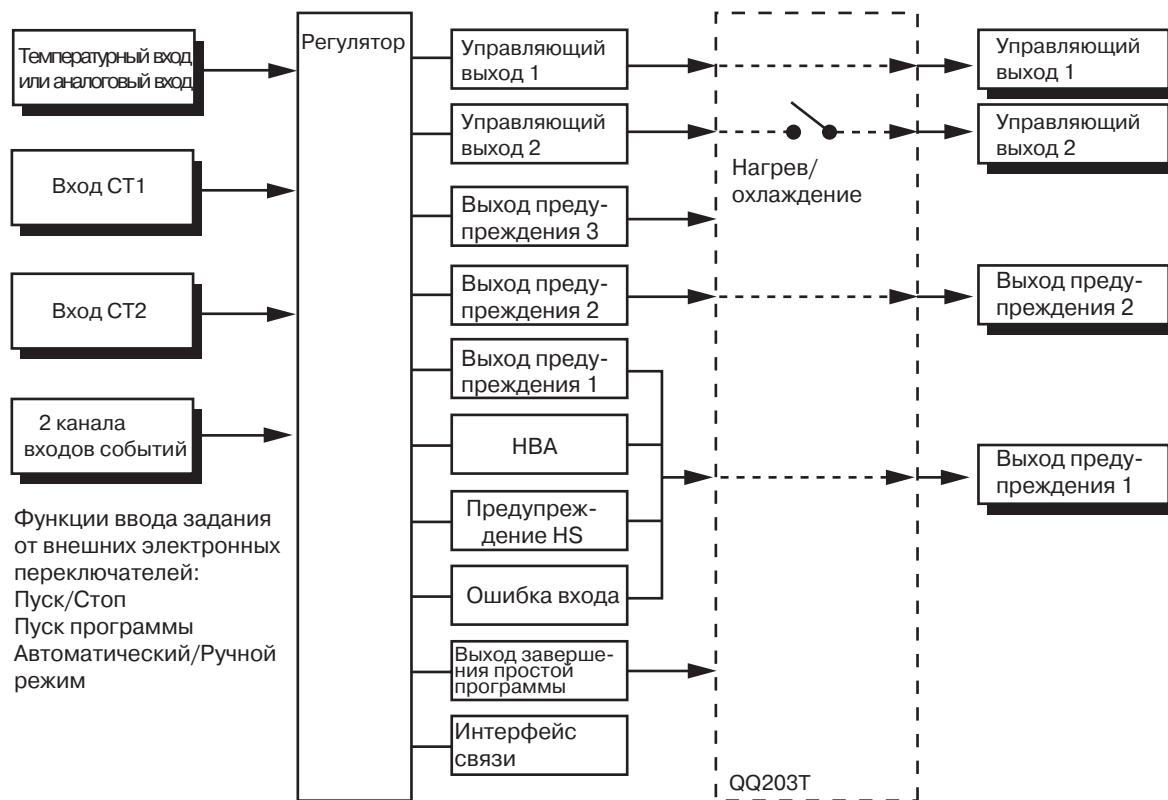 Температурный вход
или аналоговый вход
Вход CT1
Вход CT2
2 канала
входов событий
Функции ввода задания
от внешних электронных
переключателей:
Пуск/Стоп
Пуск программы
Автоматический/Ручной
режим
Регулятор
Управляющий
выход 1
Управляющий
выход 2
Выход преду-
преждения 3
Выход преду-
преждения 2
Выход преду-
преждения 1
HBA
Предупреж-
дение HS
Ошибка входа
Выход заверше-
ния простой
программы
Интерфейс
связи
Нагрев/
охлаждение
QQ203T
Управляющий
выход 1
Управляющий
выход 2
Выход преду-
преждения 2
Выход преду-
преждения 1